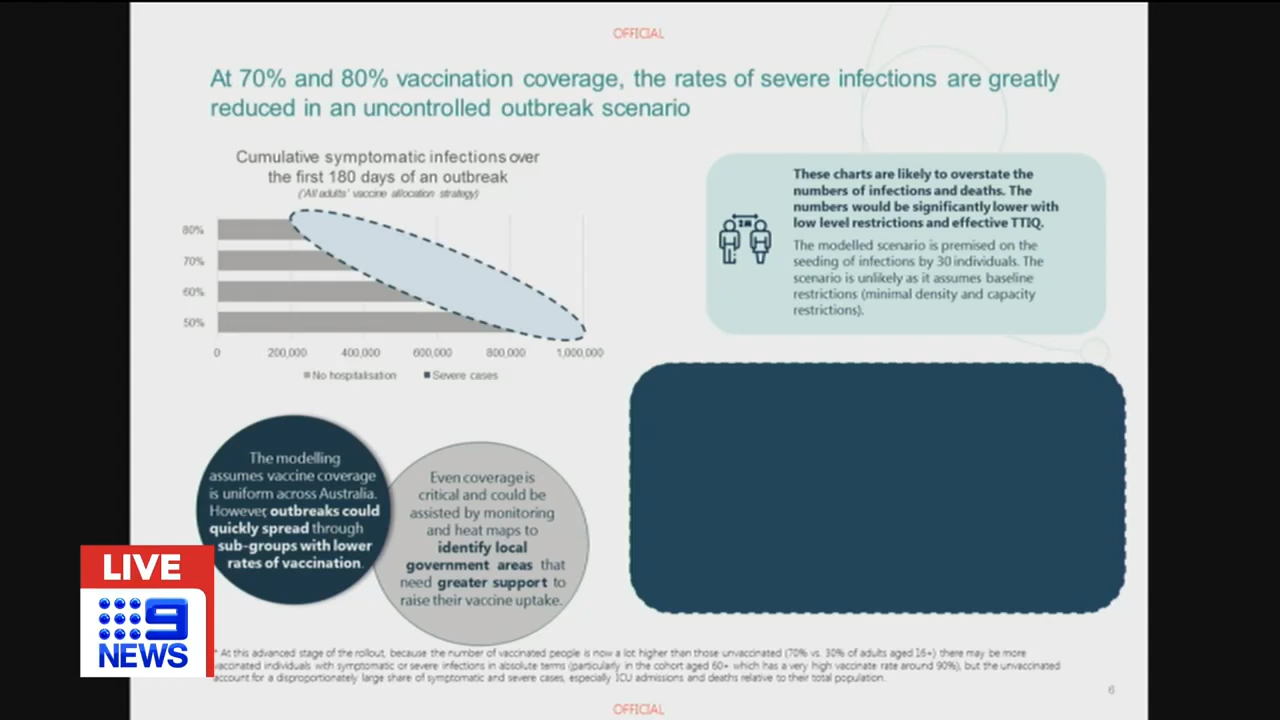 OFFICIAL
At 70% and 80% vaccination coverage, the rates of severe infections are greatly
reduced in an uncontrolled outbreak scenario
Cumulative symptomatic infections over
the first 180 days of an outbreak
('All adults' vaccine allocation strategy)
80%
70%
60%
50%
0 200,000 400,000 600,000 800,000 1,000,000
No hospitalisation Severe cases
These charts are likely to overstate the
numbers of infections and deaths. The
numbers would be significantly lower with
low level restrictions and effective TTIQ.
The modelled scenario is premised on the
seeding of infections by 30 individuals. The
scenario is unlikely as it assumes baseline
restrictions (minimal density and capacity
restrictions).
The modelling
assumes vaccine coverage
is uniform across Australia.
However, outbreaks could
quickly spread through
sub-groups with lower
rates of vaccination.
Even coverage is
critical and could be
assisted by monitoring
and heat maps to
identify local
government areas that
need greater support to
raise their vaccine uptake.
LIVE
9
NEWS
* At this advanced stage of the rollout, because the number of vaccinated people is now a lot higher than those unvaccinated (70% vs. 30% of adults aged 16+) there may be more
vaccinated individuals with symptomatic or severe infections in absolute terms (particularly in the cohort aged 60+ which has a very high vaccinate rate around 90%), but the unvaccinated
account for a disproportionately large share of symptomatic and severe cases, especially ICU admissions and deaths relative to their total population.
6
OFFICIAL